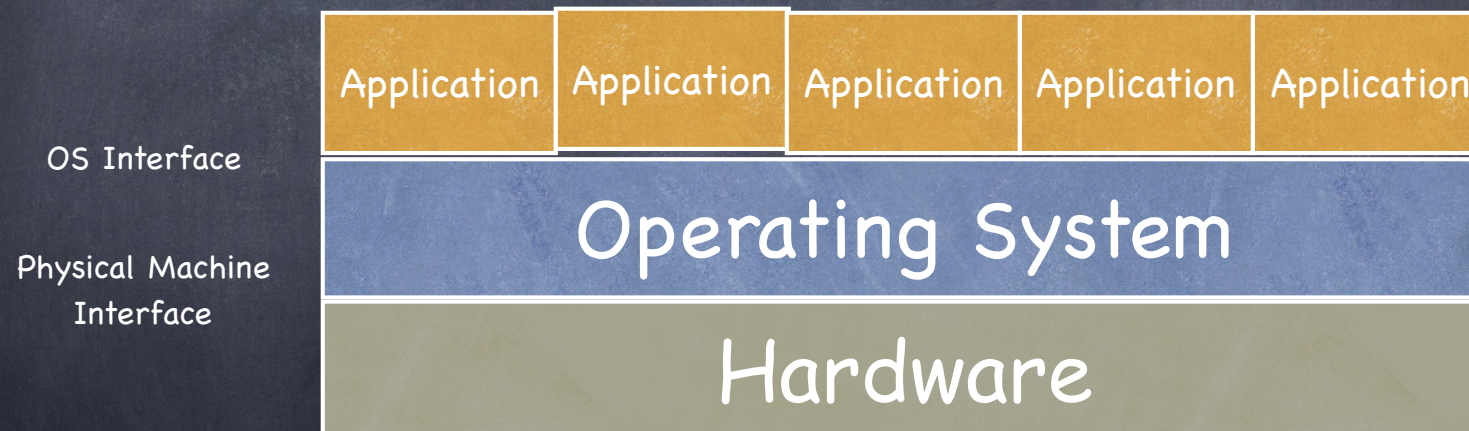 Application Application Application Application Application
OS Interface
Operating System
Physical Machine
Interface
Hardware